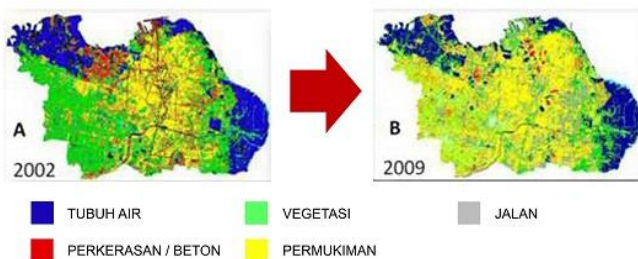 A
2002
B
2009
TUBUH AIR
VEGETASI
JALAN
PERKERASAN / BETON
PERMUKIMAN